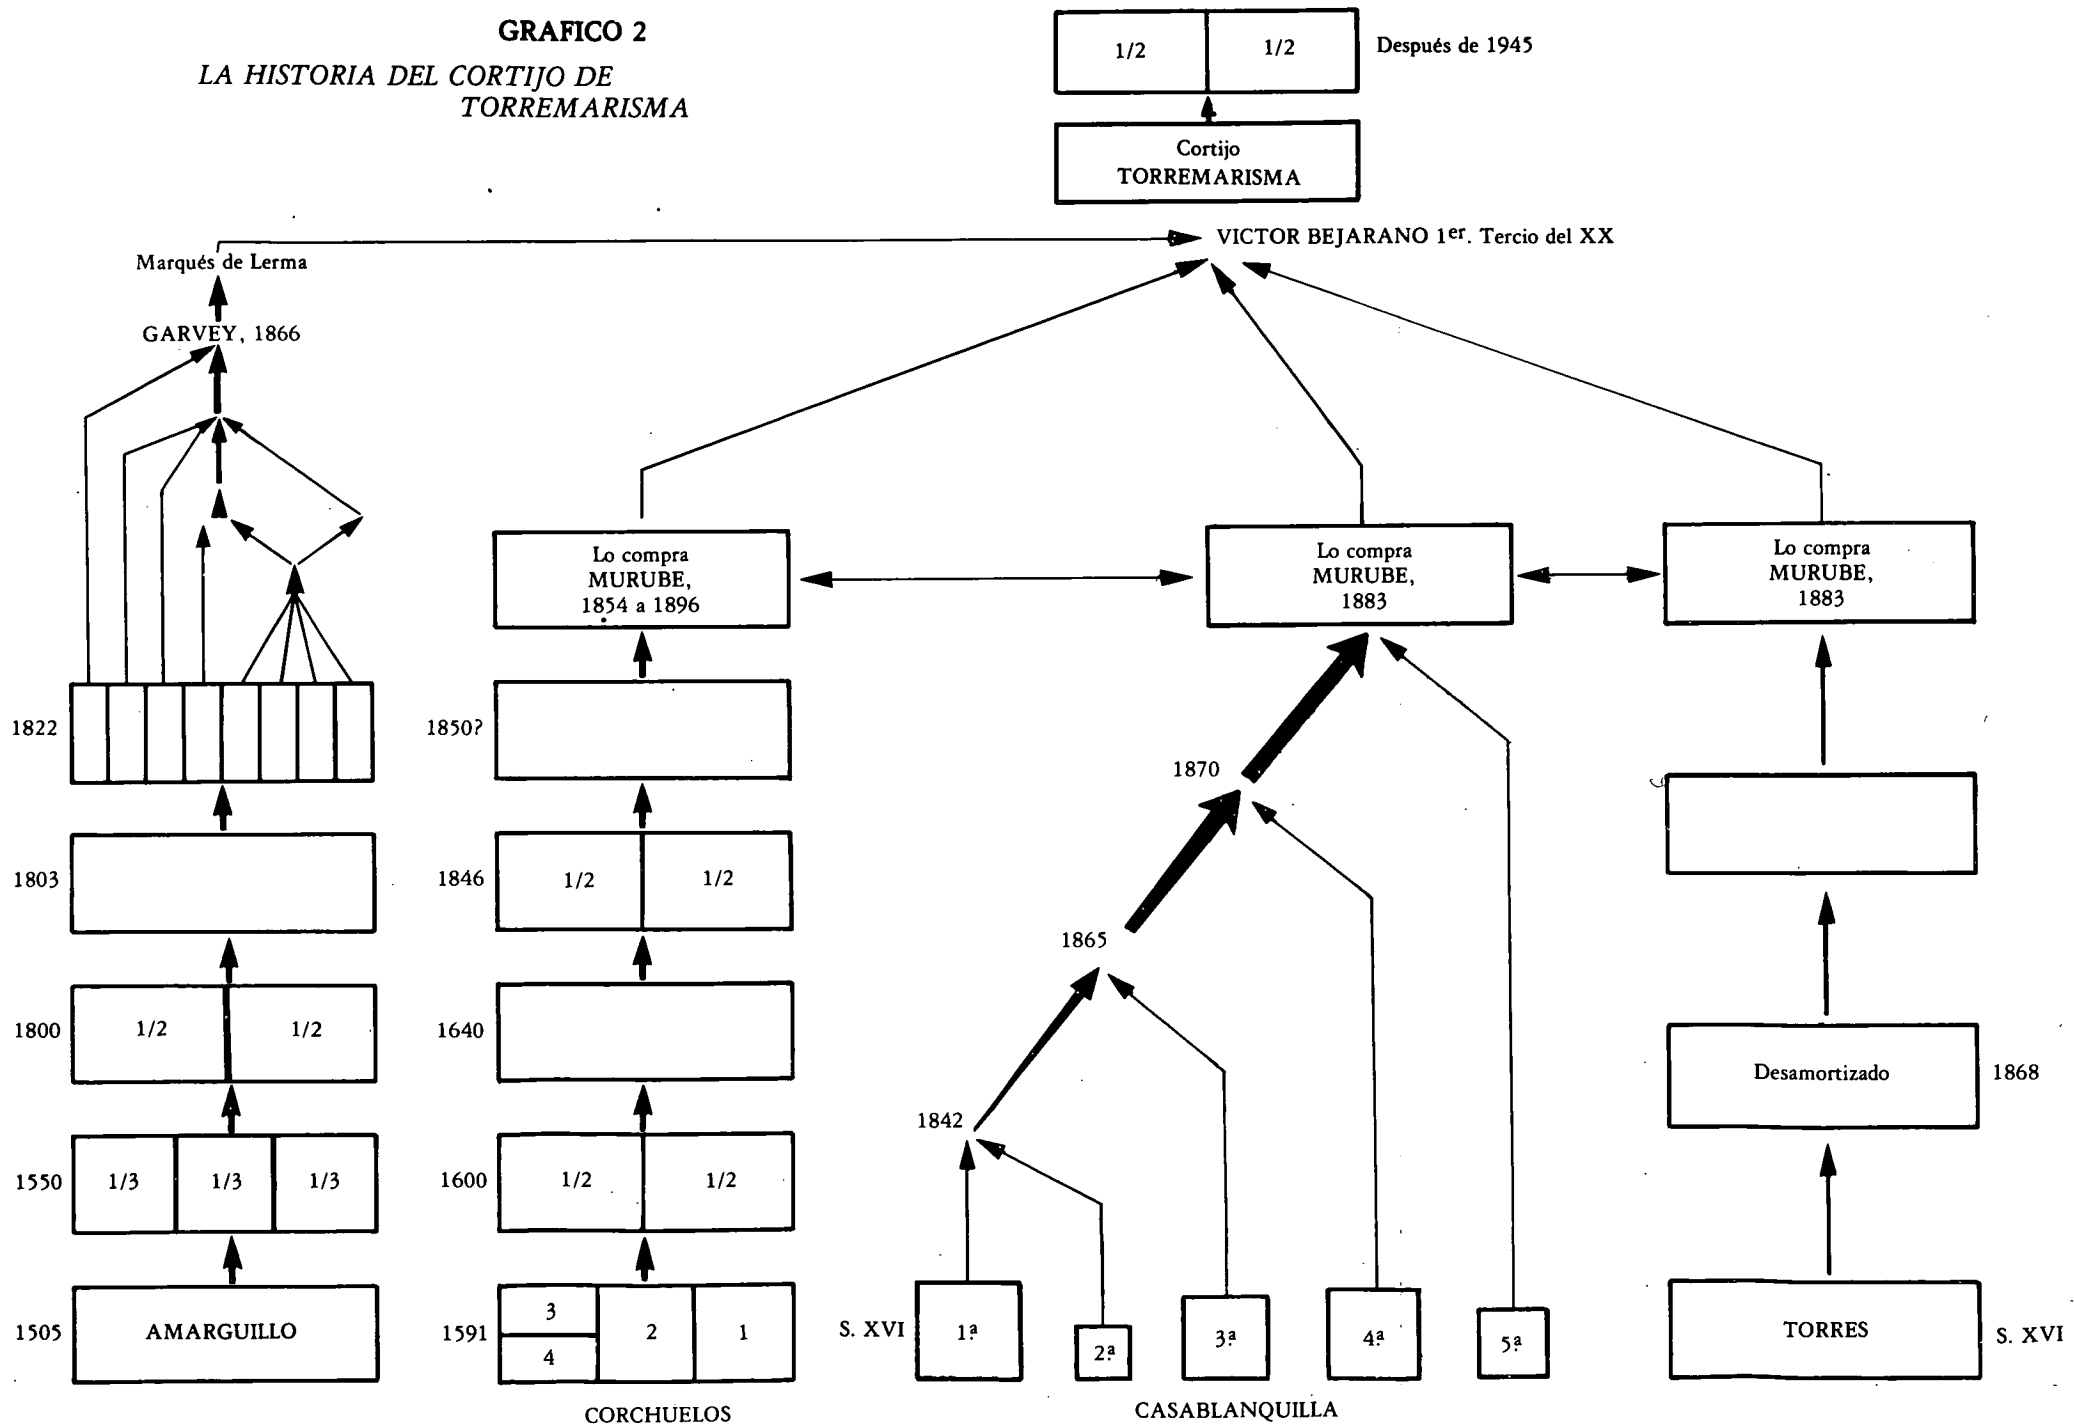 GRAFICO 2
LA HISTORIA DEL CORTIJO DE
TORREMARISMA
1/2 1/2 Después de 1945
Cortijo
TORREMARISMA
VICTOR BEJARANO 1er. Tercio del XX
Marqués de Lerma
GARVEY, 1866
Lo compra
MURUBE,
1854 a 1896
Lo compra
MURUBE,
1883
Lo compra
MURUBE,
1883
1822
1850?
1870
1803
1846 1/2 1/2
1865
1800 1/2 1/2
1640
Desamortizado 1868
1842
1550 1/3 1/3 1/3
1600 1/2 1/2
1505 AMARGUILLO
1591 3 4 2 1
S. XVI 1ª 2ª 3ª 4ª 5ª
TORRES S. XVI
CORCHUELOS
CASABLANQUILLA